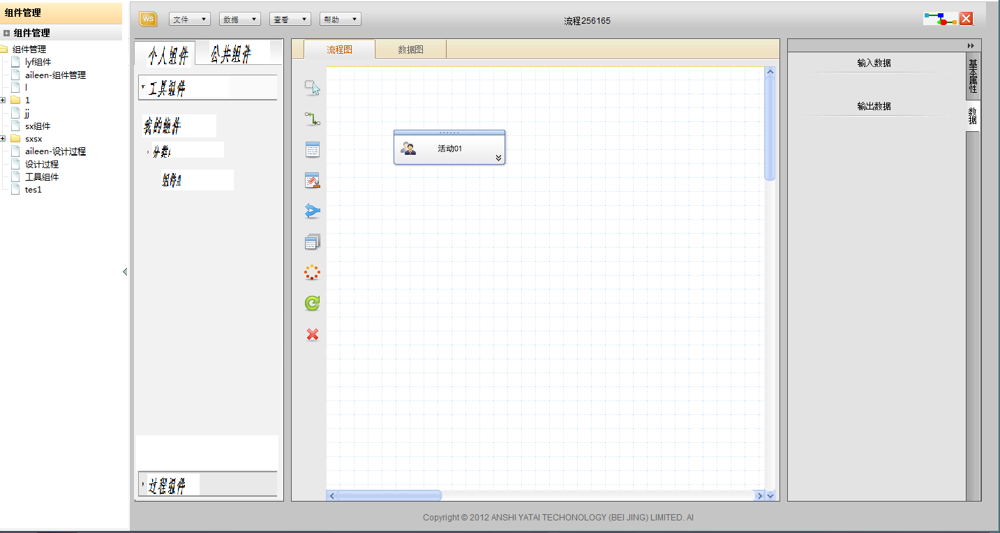 组件管理
组件管理
组件管理
lyf组件
aileen-组件管理
l
1
jj
sx组件
sxsx
aileen-设计过程
设计过程
工具组件
tes1
WS
文件
数据
查看
帮助
流程256165
个人组件
公共组件
工具组件
我的组件
分类
组件A
过程组件
流程图
数据图
活动01
输入数据
输出数据
基本属性
数据
Copyright © 2012 ANSHI YATAI TECHONOLOGY (BEI JING) LIMITED. AI